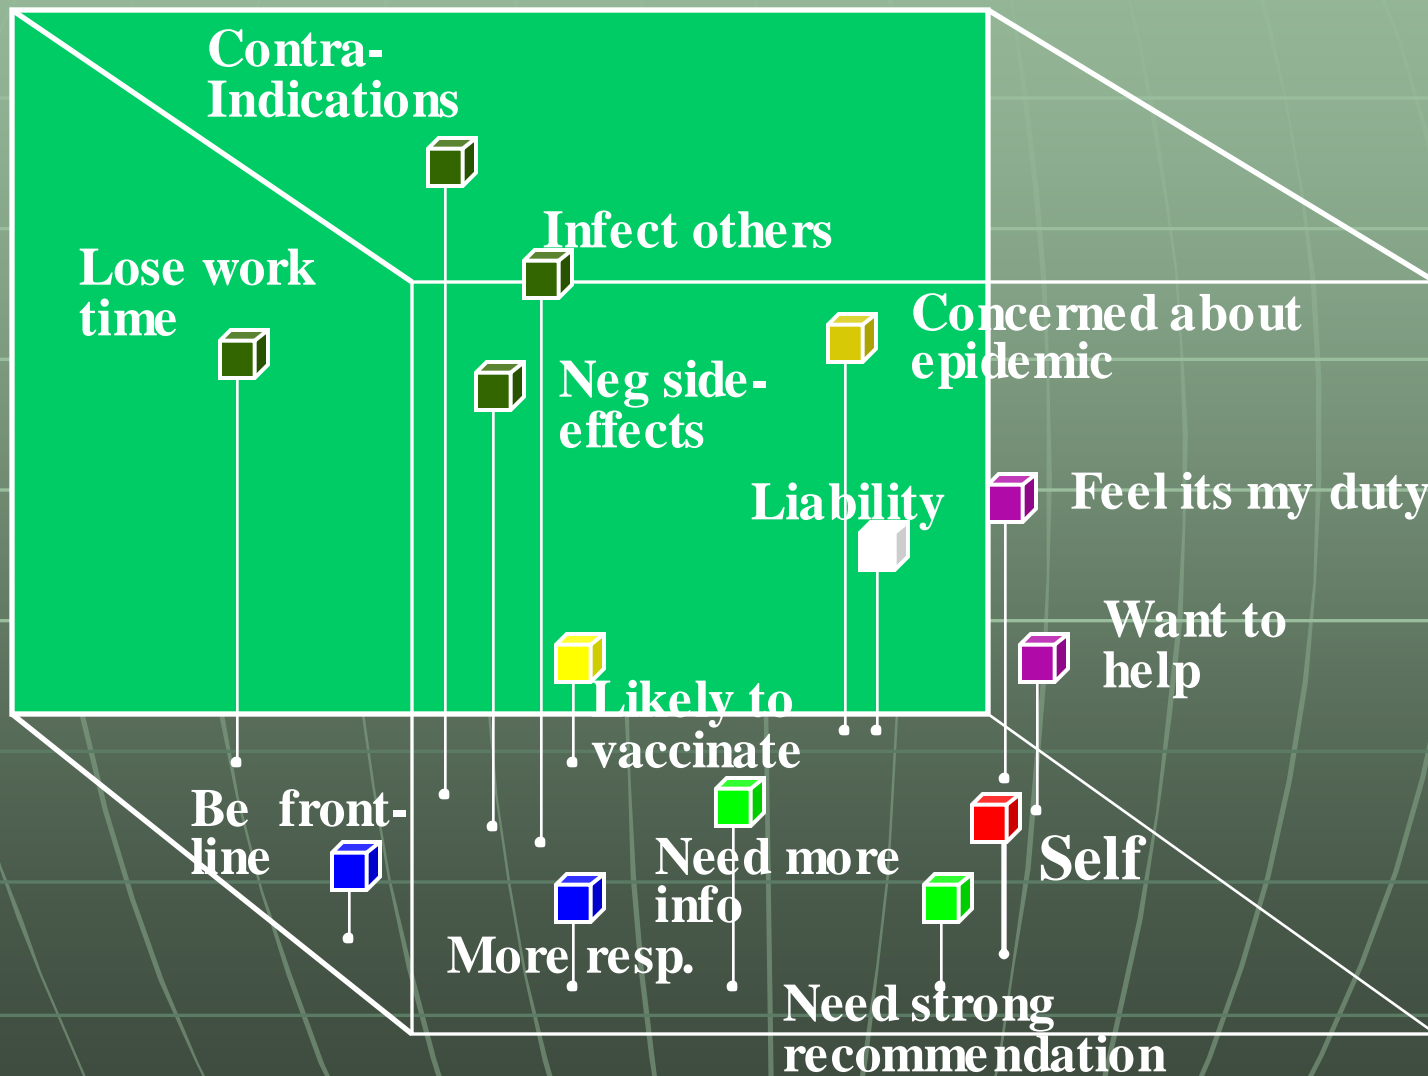 Contra-
Indications
Infect others
Lose work
time
Concerned about
epidemic
Neg side-
effects
Liability
Feel its my duty
Want to
help
Likely to
vaccinate
Be front-
line
Need more
info
Self
More resp.
Need strong
recommendation